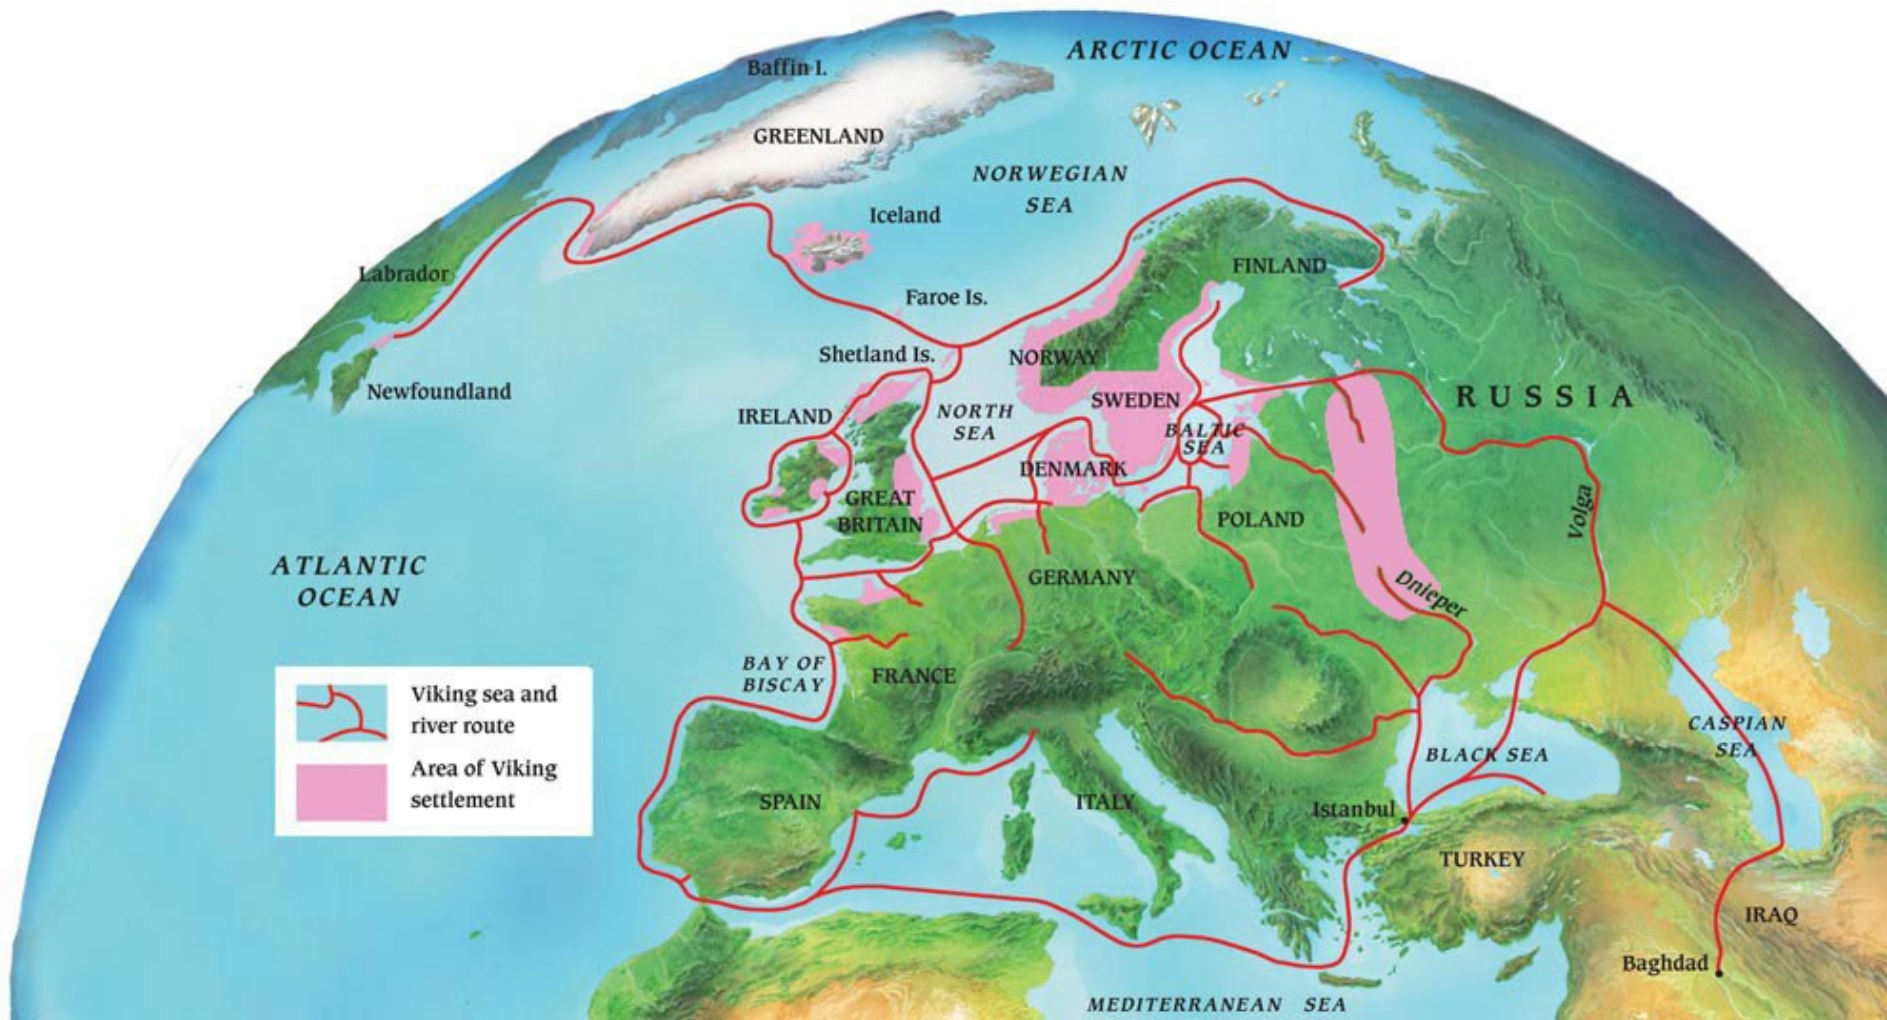 ARCTIC OCEAN
Baffin I.
GREENLAND
NORWEGIAN
SEA
Iceland
Labrador
FINLAND
Faroe Is.
Shetland Is.
NORWAY
Newfoundland
RUSSIA
SWEDEN
IRELAND
NORTH
SEA
BALTIC
SEA
DENMARK
GREAT
BRITAIN
POLAND
Volga
ATLANTIC
OCEAN
GERMANY
Dnieper
BAY OF
BISCAY
FRANCE
Viking sea and
river route
Area of Viking
settlement
CASPIAN
SEA
BLACK SEA
SPAIN
ITALY
Istanbul
TURKEY
IRAQ
Baghdad
MEDITERRANEAN SEA